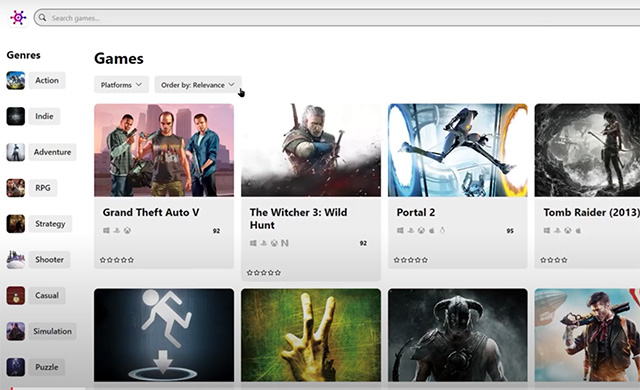 Search games...
Genres
Action
Indie
Adventure
RPG
Strategy
Shooter
Casual
Simulation
Puzzle
Games
Platforms
Order by: Relevance
Grand Theft Auto V
92
The Witcher 3: Wild
Hunt
92
Portal 2
95
Tomb Raider (2013)